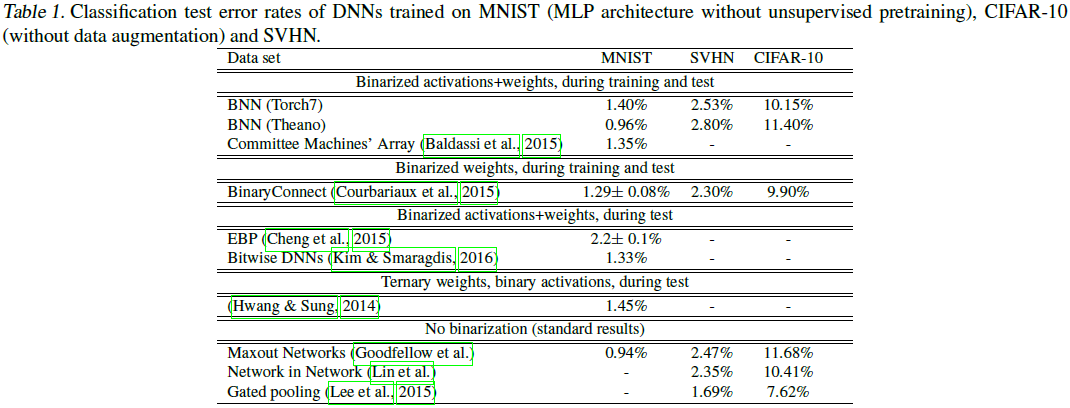 Table 1. Classification test error rates of DNNs trained on MNIST (MLP architecture without unsupervised pretraining), CIFAR-10
(without data augmentation) and SVHN.
Data set MNIST SVHN CIFAR-10
Binarized activations+weights, during training and test
BNN (Torch7) 1.40% 2.53% 10.15%
BNN (Theano) 0.96% 2.80% 11.40%
Committee Machines' Array (Baldassi et al., 2015) 1.35% - -
Binarized weights, during training and test
BinaryConnect (Courbariaux et al., 2015) 1.29± 0.08% 2.30% 9.90%
Binarized activations+weights, during test
EBP (Cheng et al., 2015) 2.2± 0.1% - -
Bitwise DNNs (Kim & Smaragdis, 2016) 1.33% - -
Ternary weights, binary activations, during test
(Hwang & Sung, 2014) 1.45% - -
No binarization (standard results)
Maxout Networks (Goodfellow et al.) 0.94% 2.47% 11.68%
Network in Network (Lin et al.) - 2.35% 10.41%
Gated pooling (Lee et al., 2015) - 1.69% 7.62%